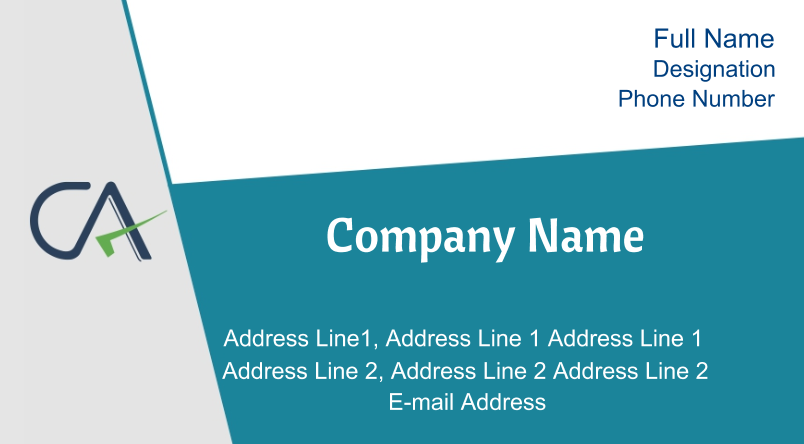 Full Name
Designation
Phone Number
CA
Company Name
Address Line1, Address Line 1 Address Line 1
Address Line 2, Address Line 2 Address Line 2
E-mail Address